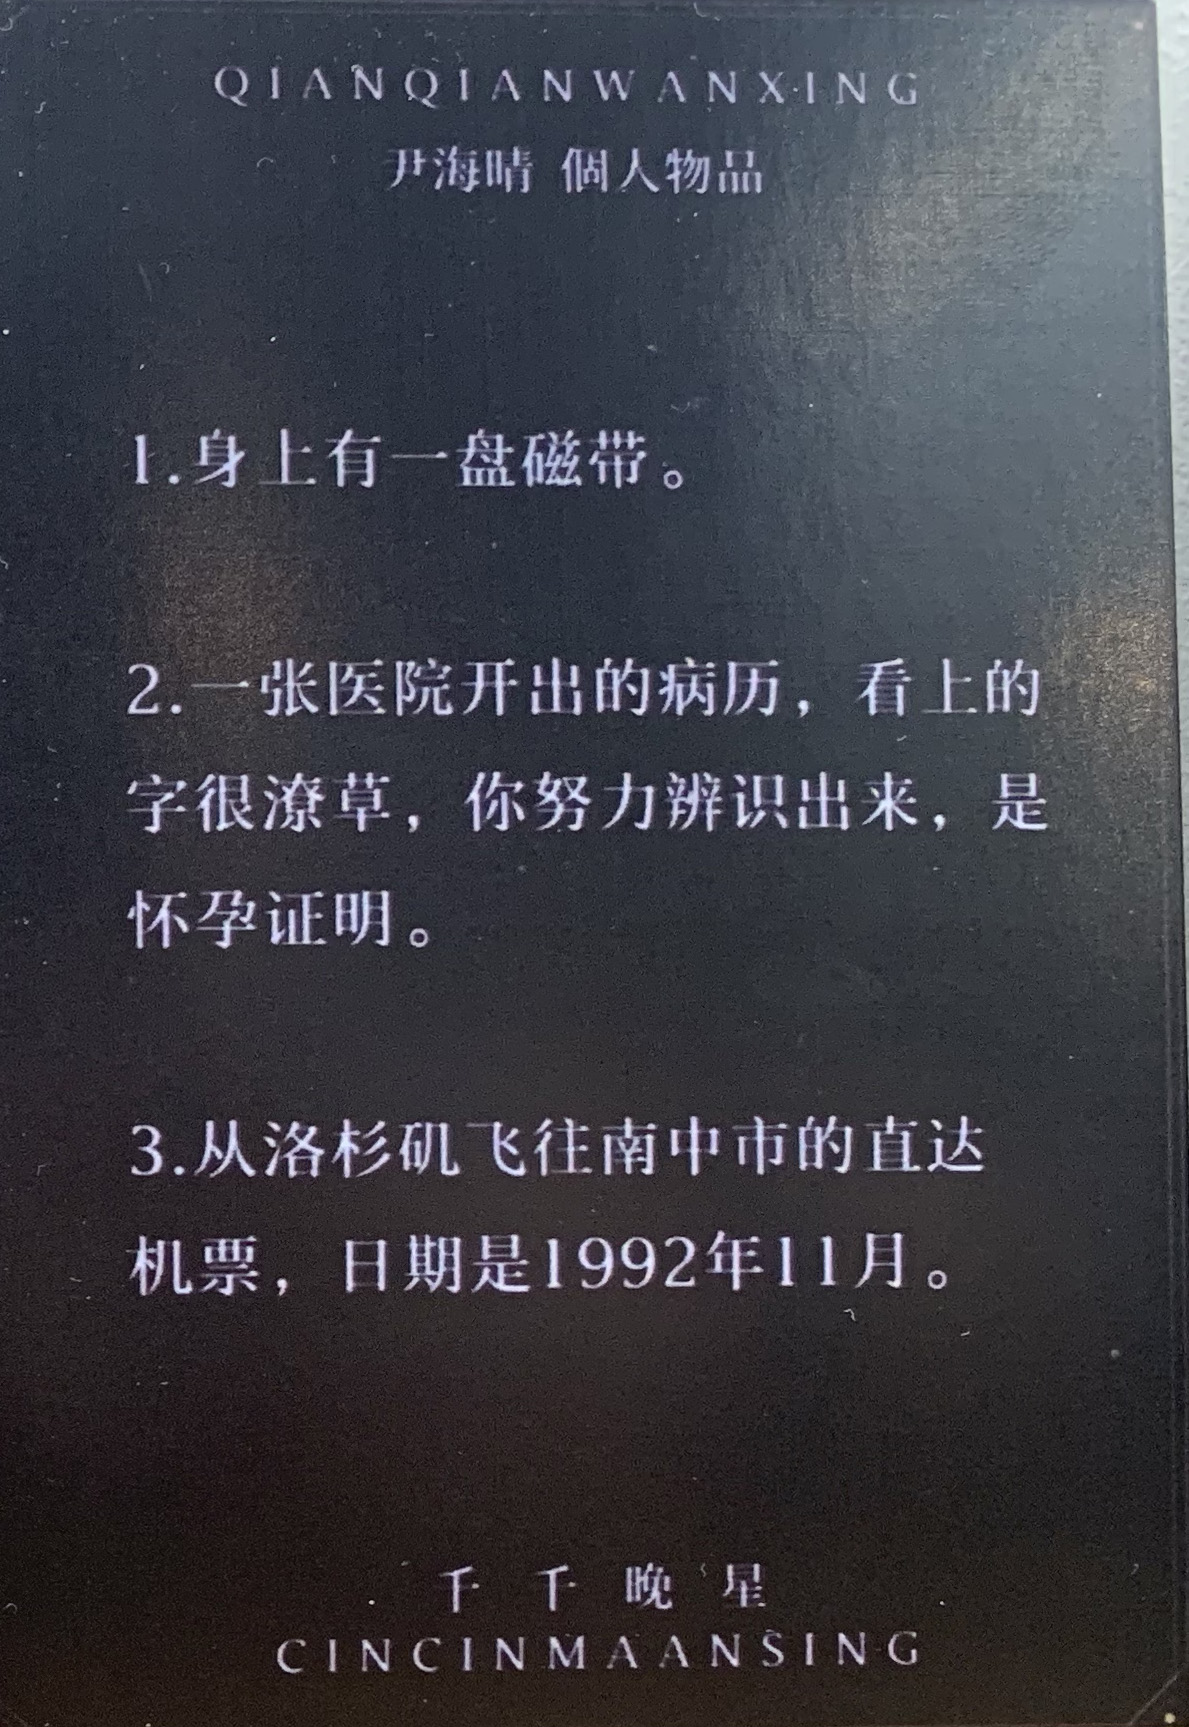 QIANQIANWANXING
尹海晴 個人物品
1.身上有一盘磁带。
2.一张医院开出的病历，看上的
字很潦草，你努力辨识出来，是
怀孕证明。
3.从洛杉矶飞往南中市的直达
机票，日期是1992年11月。
千千晚星
CINCINMAANSING